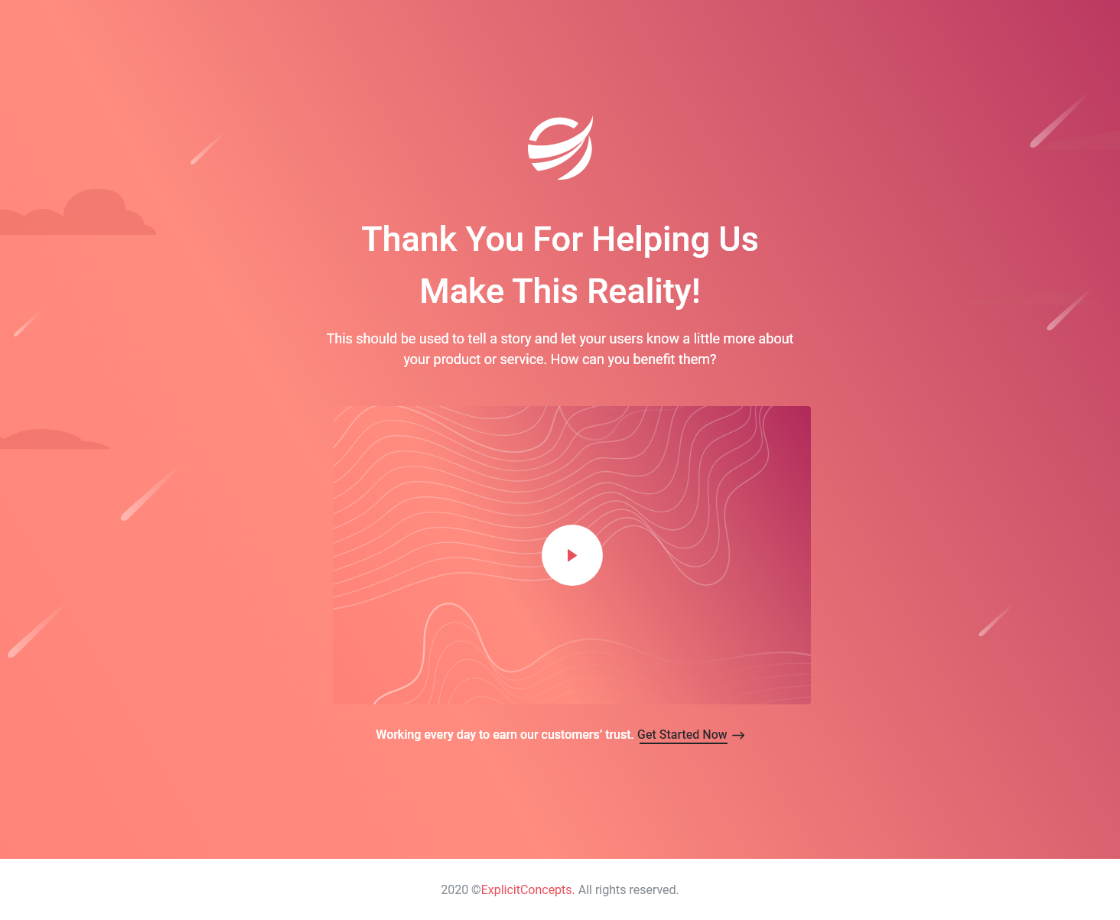 Thank You For Helping Us
Make This Reality!
This should be used to tell a story and let your users know a little more about
your product or service. How can you benefit them?
Working every day to earn our customers' trust. Get Started Now →
2020 ©ExplicitConcepts. All rights reserved.